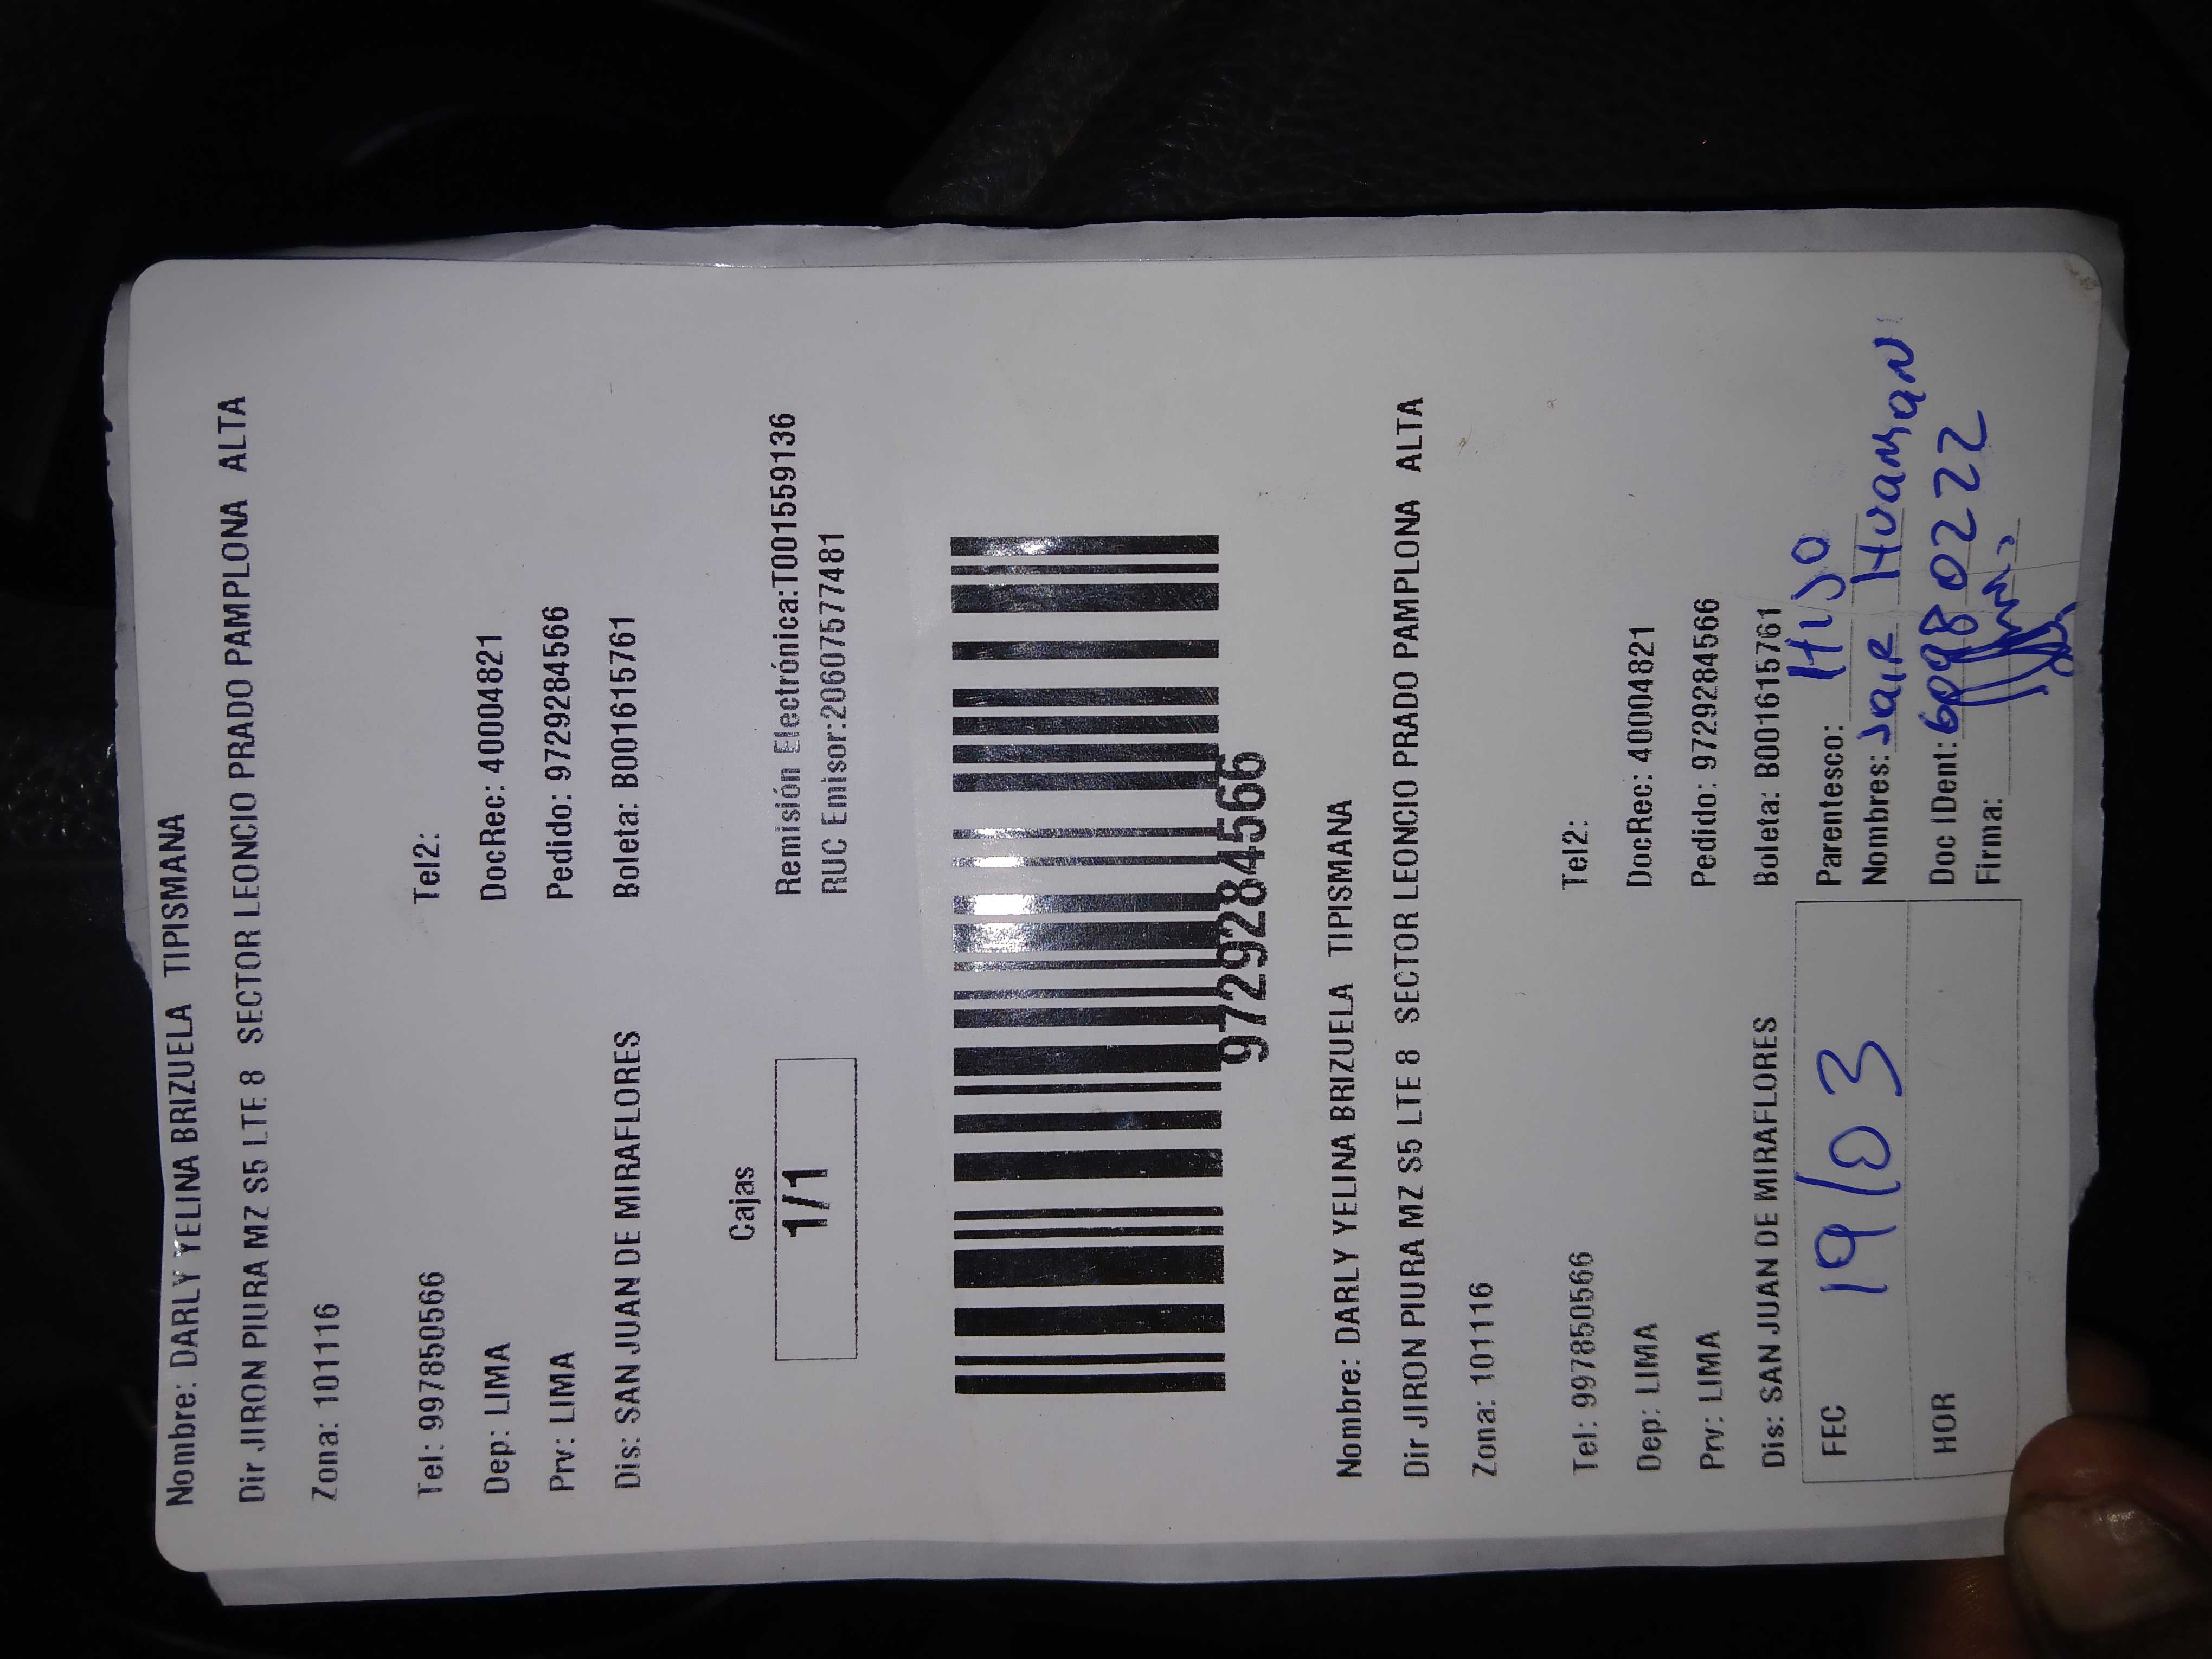 Nombre: DARLY YELINA BRIZUELA TIPISMANA
Dir JIRON PIURA MZ S5 LTE 8 SECTOR LEONCIO PRADO PAMPLONA ALTA
Zona: 101116
Tel: 997850566 Tel2:
Dep: LIMA DocRec: 40004821
Prv: LIMA Pedido: 9729284566
Dis: SAN JUAN DE MIRAFLORES Boleta: B001615761
Cajas
1/1
Remisión Electrónica:T001559136
RUC Emisor:20607577481
9729284566
Nombre: DARLY YELINA BRIZUELA TIPISMANA
Dir JIRON PIURA MZ S5 LTE 8 SECTOR LEONCIO PRADO PAMPLONA ALTA
Zona: 101116
Tel: 997850566 Tel2:
Dep: LIMA DocRec: 40004821
Prv: LIMA Pedido: 9729284566
Dis: SAN JUAN DE MIRAFLORES Boleta: B001615761
FEC 19/03 Parentesco: HIJO
Nombres: JaiR Huaman
HOR Doc IDent: 60980222
Firma: